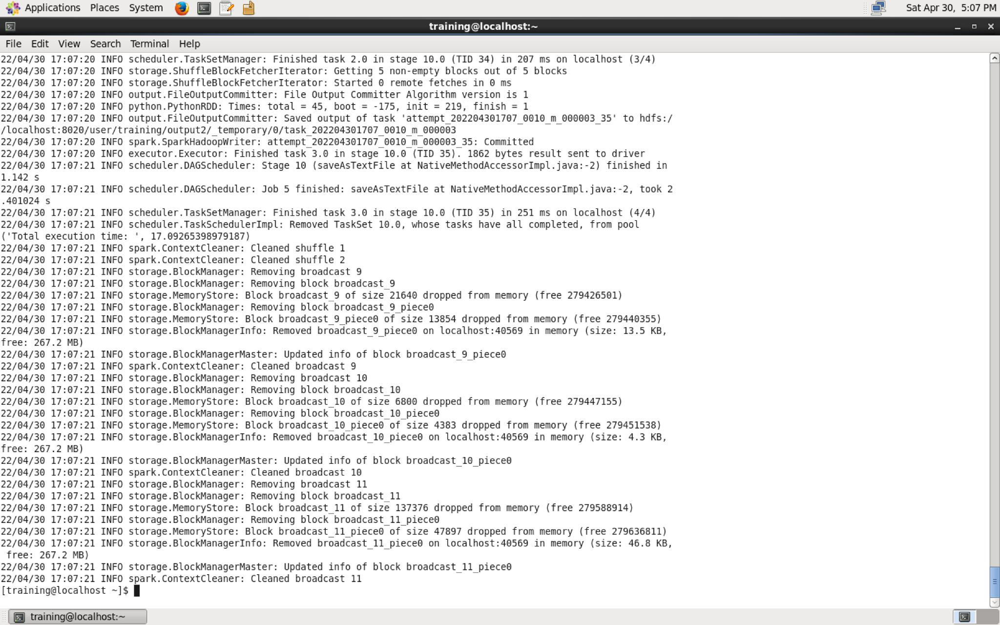 Applications Places System Sat Apr 30, 5:07 PM
training@localhost:~
File Edit View Search Terminal Help
22/04/30 17:07:20 INFO scheduler.TaskSetManager: Finished task 2.0 in stage 10.0 (TID 34) in 207 ms on localhost (3/4)
22/04/30 17:07:20 INFO storage.ShuffleBlockFetcherIterator: Getting 5 non-empty blocks out of 5 blocks
22/04/30 17:07:20 INFO storage.ShuffleBlockFetcherIterator: Started 0 remote fetches in 0 ms
22/04/30 17:07:20 INFO output.FileOutputCommitter: File Output Committer Algorithm version is 1
22/04/30 17:07:20 INFO python.PythonRDD: Times: total = 45, boot = -175, init = 219, finish = 1
22/04/30 17:07:20 INFO output.FileOutputCommitter: Saved output of task 'attempt_202204301707_0010_m_000003_35' to hdfs:/
/localhost:8020/user/training/output2/_temporary/0/task_202204301707_0010_m_000003
22/04/30 17:07:20 INFO spark.SparkHadoopWriter: attempt_202204301707_0010_m_000003_35: Committed
22/04/30 17:07:20 INFO executor.Executor: Finished task 3.0 in stage 10.0 (TID 35). 1862 bytes result sent to driver
22/04/30 17:07:21 INFO scheduler.DAGScheduler: Stage 10 (saveAsTextFile at NativeMethodAccessorImpl.java:-2) finished in
1.142 s
22/04/30 17:07:21 INFO scheduler.DAGScheduler: Job 5 finished: saveAsTextFile at NativeMethodAccessorImpl.java:-2, took 2
.401024 s
22/04/30 17:07:21 INFO scheduler.TaskSetManager: Finished task 3.0 in stage 10.0 (TID 35) in 251 ms on localhost (4/4)
22/04/30 17:07:21 INFO scheduler.TaskSchedulerImpl: Removed TaskSet 10.0, whose tasks have all completed, from pool
('Total execution time: ', 17.09265398979187)
22/04/30 17:07:21 INFO spark.ContextCleaner: Cleaned shuffle 1
22/04/30 17:07:21 INFO spark.ContextCleaner: Cleaned shuffle 2
22/04/30 17:07:21 INFO storage.BlockManager: Removing broadcast 9
22/04/30 17:07:21 INFO storage.BlockManager: Removing block broadcast_9
22/04/30 17:07:21 INFO storage.MemoryStore: Block broadcast_9 of size 21640 dropped from memory (free 279426501)
22/04/30 17:07:21 INFO storage.BlockManager: Removing block broadcast_9_piece0
22/04/30 17:07:21 INFO storage.MemoryStore: Block broadcast_9_piece0 of size 13854 dropped from memory (free 279440355)
22/04/30 17:07:21 INFO storage.BlockManagerInfo: Removed broadcast_9_piece0 on localhost:40569 in memory (size: 13.5 KB,
free: 267.2 MB)
22/04/30 17:07:21 INFO storage.BlockManagerMaster: Updated info of block broadcast_9_piece0
22/04/30 17:07:21 INFO spark.ContextCleaner: Cleaned broadcast 9
22/04/30 17:07:21 INFO storage.BlockManager: Removing broadcast 10
22/04/30 17:07:21 INFO storage.BlockManager: Removing block broadcast_10
22/04/30 17:07:21 INFO storage.MemoryStore: Block broadcast_10 of size 6800 dropped from memory (free 279447155)
22/04/30 17:07:21 INFO storage.BlockManager: Removing block broadcast_10_piece0
22/04/30 17:07:21 INFO storage.MemoryStore: Block broadcast_10_piece0 of size 4383 dropped from memory (free 279451538)
22/04/30 17:07:21 INFO storage.BlockManagerInfo: Removed broadcast_10_piece0 on localhost:40569 in memory (size: 4.3 KB,
free: 267.2 MB)
22/04/30 17:07:21 INFO storage.BlockManagerMaster: Updated info of block broadcast_10_piece0
22/04/30 17:07:21 INFO spark.ContextCleaner: Cleaned broadcast 10
22/04/30 17:07:21 INFO storage.BlockManager: Removing broadcast 11
22/04/30 17:07:21 INFO storage.BlockManager: Removing block broadcast_11
22/04/30 17:07:21 INFO storage.MemoryStore: Block broadcast_11 of size 137376 dropped from memory (free 279588914)
22/04/30 17:07:21 INFO storage.BlockManager: Removing block broadcast_11_piece0
22/04/30 17:07:21 INFO storage.MemoryStore: Block broadcast_11_piece0 of size 47897 dropped from memory (free 279636811)
22/04/30 17:07:21 INFO storage.BlockManagerInfo: Removed broadcast_11_piece0 on localhost:40569 in memory (size: 46.8 KB,
 free: 267.2 MB)
22/04/30 17:07:21 INFO storage.BlockManagerMaster: Updated info of block broadcast_11_piece0
22/04/30 17:07:21 INFO spark.ContextCleaner: Cleaned broadcast 11
[training@localhost ~]$
training@localhost:~